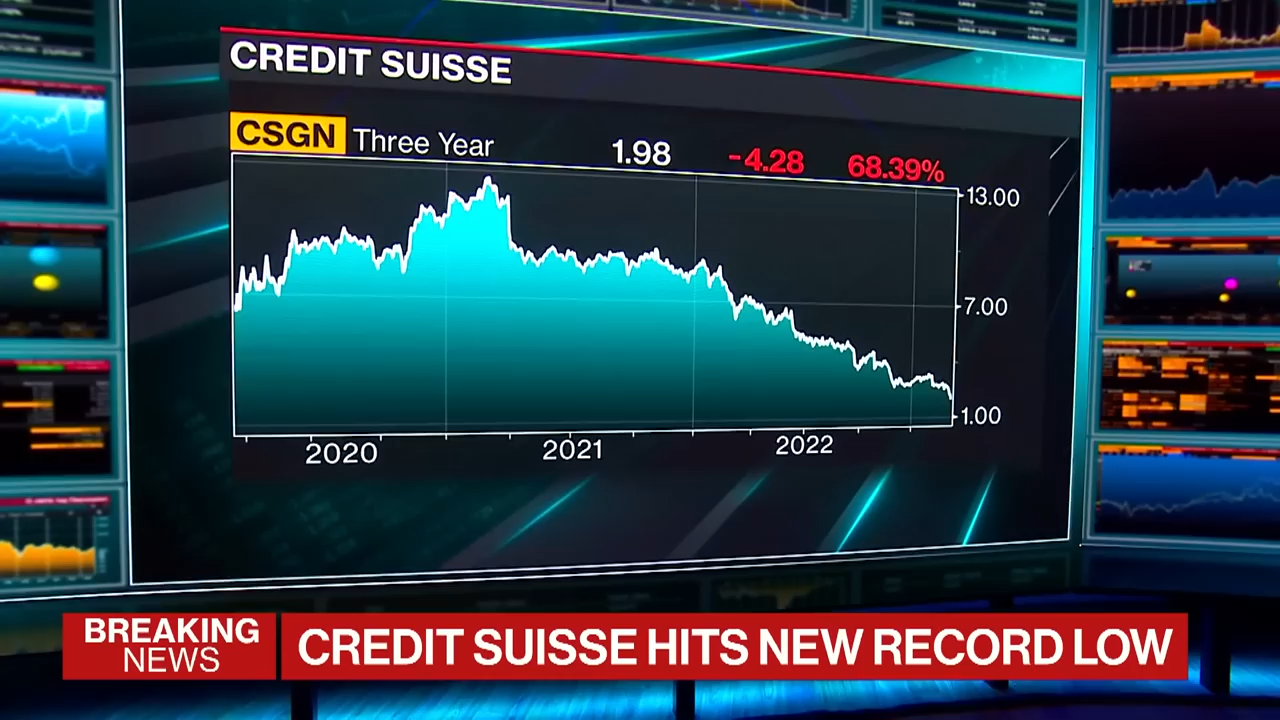 CREDIT SUISSE
CSGN Three Year 1.98 -4.28 68.39%
13.00
7.00
1.00
2020 2021 2022
BREAKING NEWS
CREDIT SUISSE HITS NEW RECORD LOW